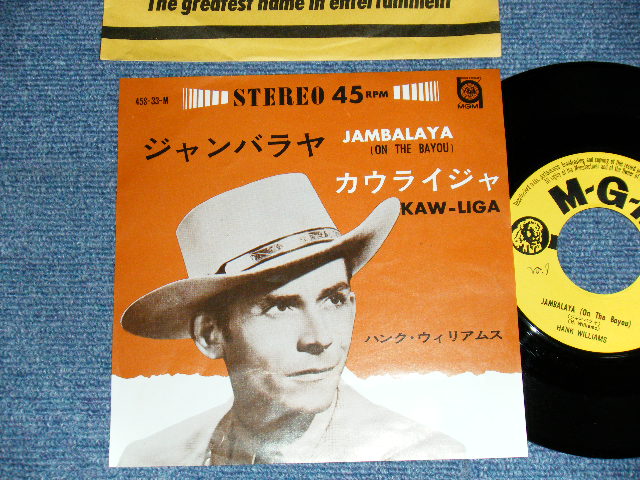 The greatest name in entertainment
45S-33-M
STEREO 45 RPM
MGM
ジャンバラヤ
JAMBALAYA
(ON THE BAYOU)
カウライジャ
KAW-LIGA
ハンク・ウィリアムス
M-G-
JAMBALAYA (On The Bayou)
HANK WILLIAMS